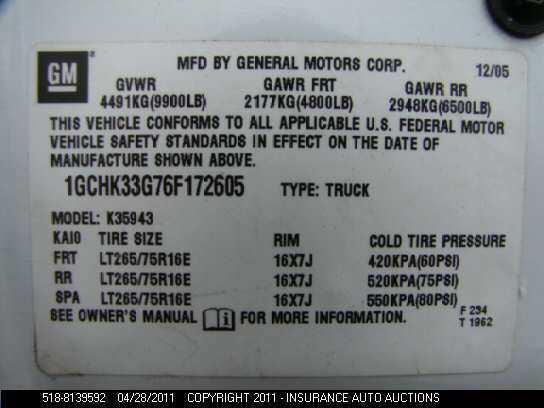 GM
MFD BY GENERAL MOTORS CORP. 12/05
GVWR GAWR FRT GAWR RR
4491KG(9900LB) 2177KG(4800LB) 2948KG(6500LB)
THIS VEHICLE CONFORMS TO ALL APPLICABLE U.S. FEDERAL MOTOR
VEHICLE SAFETY STANDARDS IN EFFECT ON THE DATE OF
MANUFACTURE SHOWN ABOVE.
1GCHK33G76F172605 TYPE: TRUCK
MODEL: K35943
KAI0 TIRE SIZE RIM COLD TIRE PRESSURE
FRT LT265/75R16E 16X7J 420KPA(60PSI)
RR LT265/75R16E 16X7J 520KPA(75PSI)
SPA LT265/75R16E 16X7J 550KPA(80PSI)
SEE OWNER'S MANUAL FOR MORE INFORMATION. F 234
T 1962
518-8139592 04/28/2011 COPYRIGHT 2011 - INSURANCE AUTO AUCTIONS